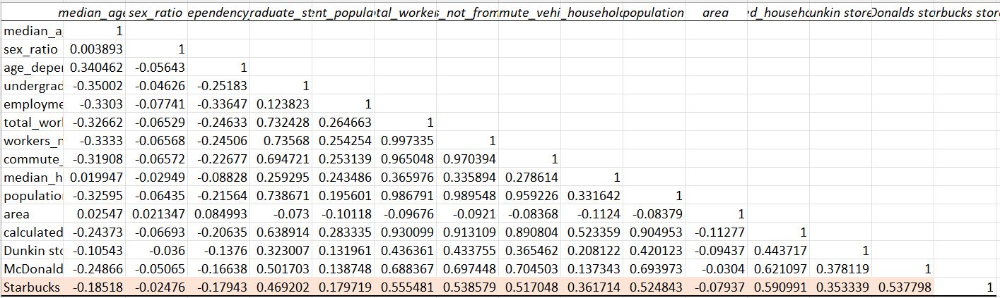 median_age sex_ratio ependency raduate_st ent_popula tal_worker s_not_from mmute_vehi _househol population area ed_househo unkin store Donalds sto rbucks store
median_a 1
sex_ratio 0.003893 1
age_depe 0.340462 -0.05643 1
undergrad -0.35002 -0.04626 -0.25183 1
employme -0.3303 -0.07741 -0.33647 0.123823 1
total_worl -0.32662 -0.06529 -0.24633 0.732428 0.264663 1
workers_n -0.3333 -0.06568 -0.24506 0.73568 0.254254 0.997335 1
commute_ -0.31908 -0.06572 -0.22677 0.694721 0.253139 0.965048 0.970394 1
median_h 0.019947 -0.02949 -0.08828 0.259295 0.243486 0.365976 0.335894 0.278614 1
population -0.32595 -0.06435 -0.21564 0.738671 0.195601 0.986791 0.989548 0.959226 0.331642 1
area 0.02547 0.021347 0.084993 -0.073 -0.10118 -0.09676 -0.0921 -0.08368 -0.1124 -0.08379 1
calculated -0.24373 -0.06693 -0.20635 0.638914 0.283335 0.930099 0.913109 0.890804 0.523359 0.904953 -0.11277 1
Dunkin sto -0.10543 -0.036 -0.1376 0.323007 0.131961 0.436361 0.433755 0.365462 0.208122 0.420123 -0.09437 0.443717 1
McDonald -0.24866 -0.05065 -0.16638 0.501703 0.138748 0.688367 0.697448 0.704503 0.137343 0.693973 -0.0304 0.621097 0.378119 1
Starbucks -0.18518 -0.02476 -0.17943 0.469202 0.179719 0.555481 0.538579 0.517048 0.361714 0.524843 -0.07937 0.590991 0.353339 0.537798 1